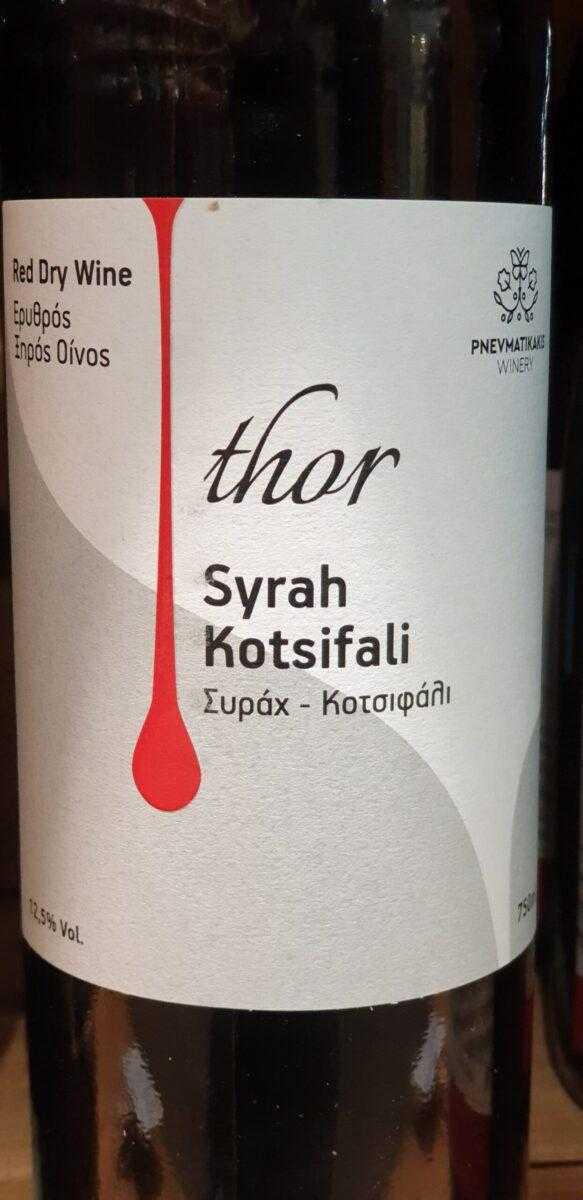 Red Dry Wine
Ερυθρός
Ξηρός Οίνος
PNEVMATIKAKIS
WINERY
thor
Syrah
Kotsifali
Συράχ - Κοτσιφάλι
12,5% Vol.